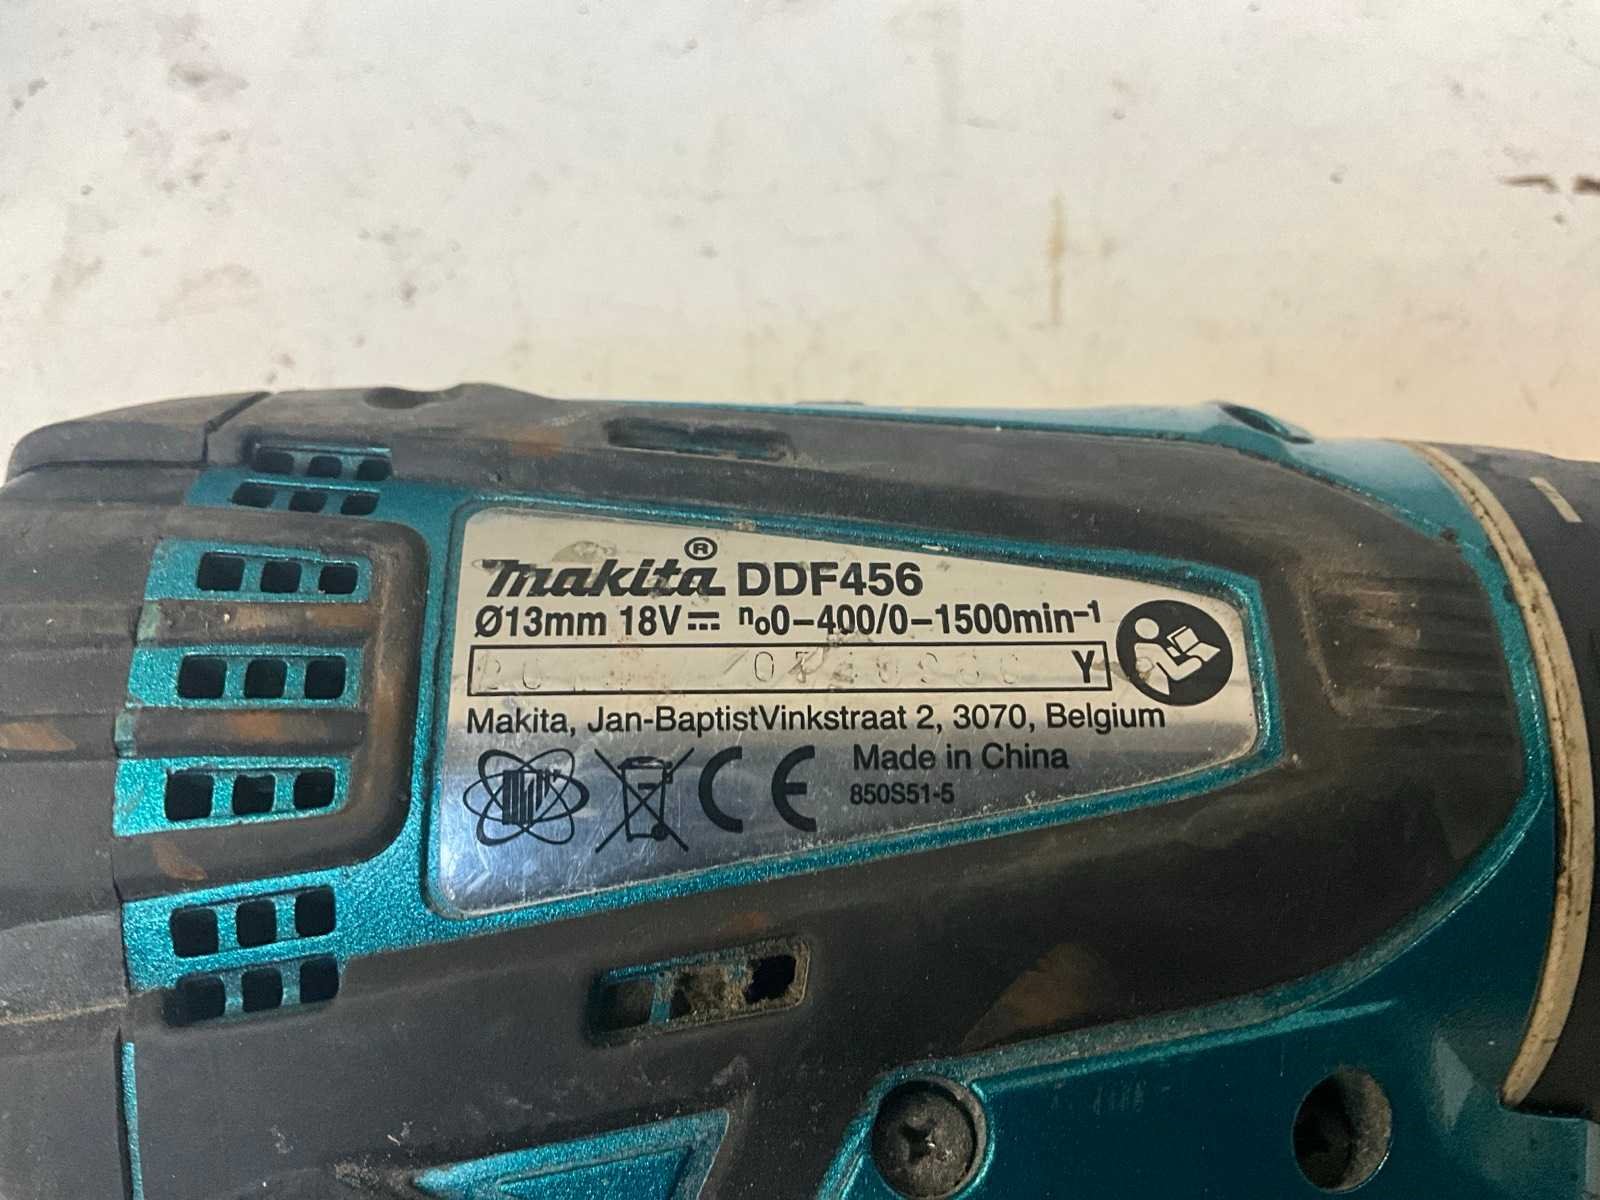 makita® DDF456
Ø13mm 18V⎓ n₀0-400/0-1500min⁻¹
Y
Makita, Jan-BaptistVinkstraat 2, 3070, Belgium
CE Made in China
850S51-5